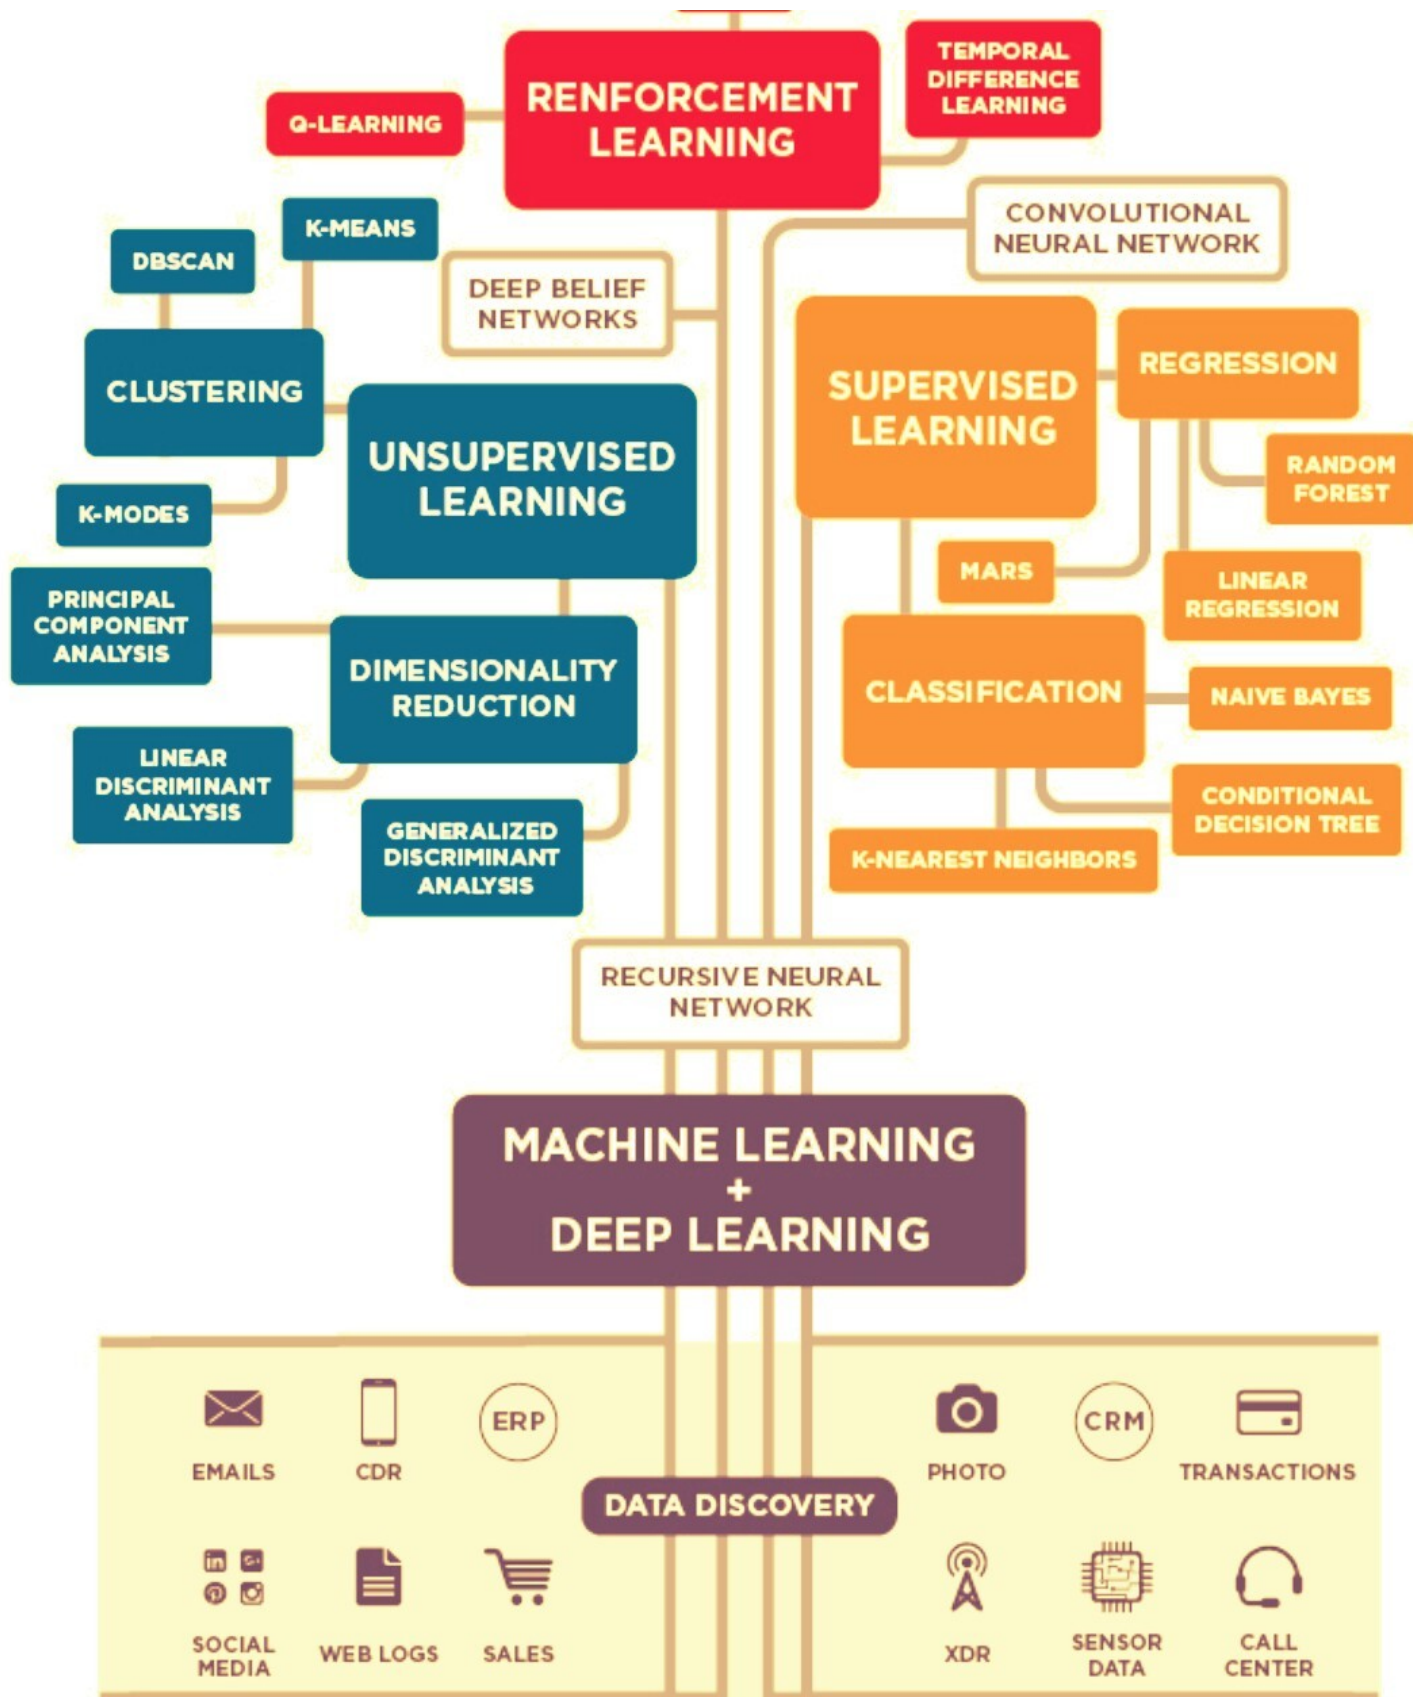 RENFORCEMENT
LEARNING
TEMPORAL
DIFFERENCE
LEARNING
Q-LEARNING
CONVOLUTIONAL
NEURAL NETWORK
K-MEANS
DBSCAN
DEEP BELIEF
NETWORKS
CLUSTERING
UNSUPERVISED
LEARNING
K-MODES
SUPERVISED
LEARNING
REGRESSION
RANDOM
FOREST
MARS
LINEAR
REGRESSION
PRINCIPAL
COMPONENT
ANALYSIS
DIMENSIONALITY
REDUCTION
LINEAR
DISCRIMINANT
ANALYSIS
GENERALIZED
DISCRIMINANT
ANALYSIS
CLASSIFICATION
NAIVE BAYES
CONDITIONAL
DECISION TREE
K-NEAREST NEIGHBORS
RECURSIVE NEURAL
NETWORK
MACHINE LEARNING
+
DEEP LEARNING
ERP
EMAILS
CDR
CRM
PHOTO
TRANSACTIONS
DATA DISCOVERY
in
G+
SOCIAL
MEDIA
WEB LOGS
SALES
XDR
SENSOR
DATA
CALL
CENTER